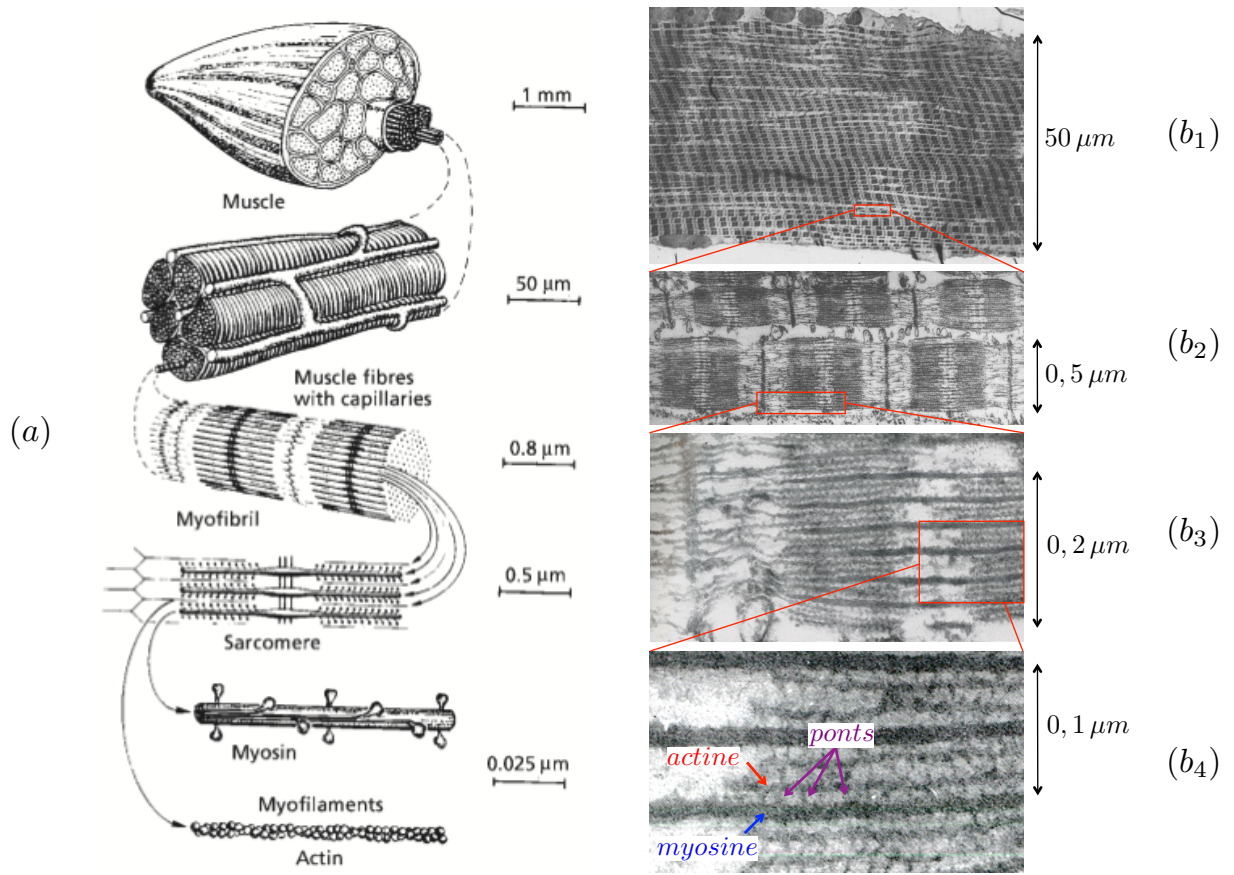 (a)
1 mm
Muscle
50 µm
Muscle fibres
with capillaries
0.8 µm
Myofibril
0.5 µm
Sarcomere
Myosin
0.025 µm
Myofilaments
Actin
50 µm
(b1)
(b2)
0, 5 µm
(b3)
0, 2 µm
ponts
0, 1 µm
actine
(b4)
myosine